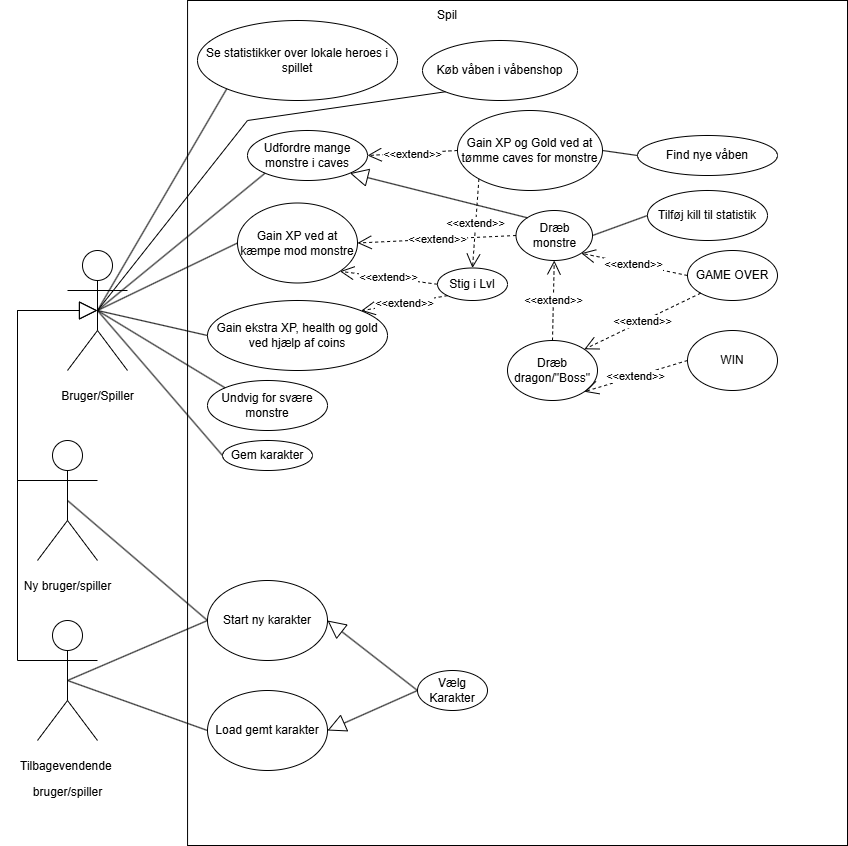 Spil
Se statistikker over lokale heroes i
spillet
Køb våben i våbenshop
Udfordre mange
monstre i caves
<<extend>>
Gain XP og Gold ved at
tømme caves for monstre
Find nye våben
<<extend>>
Gain XP ved at
kæmpe mod monstre
<<extend>>
Dræb
monstre
Tilføj kill til statistik
<<extend>>
Stig i Lvl
<<extend>>
GAME OVER
<<extend>>
<<extend>>
Gain ekstra XP, health og gold
ved hjælp af coins
<<extend>>
Dræb
dragon/"Boss"
<<extend>>
WIN
Bruger/Spiller
Undvig for svære
monstre
Gem karakter
Ny bruger/spiller
Start ny karakter
Vælg
Karakter
Load gemt karakter
Tilbagevendende
bruger/spiller